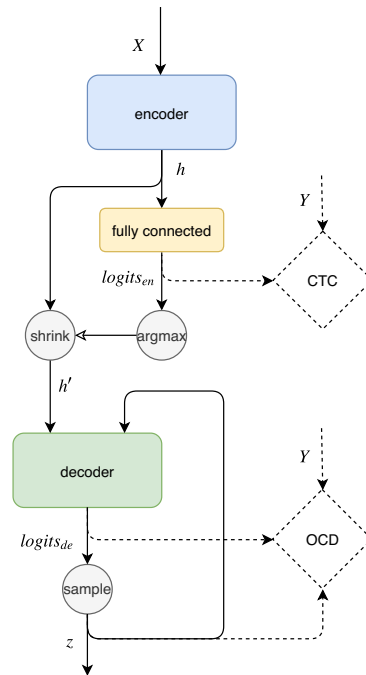 X
encoder
h
fully connected
Y
logits_en
CTC
shrink
argmax
h′
decoder
Y
logits_de
OCD
sample
z